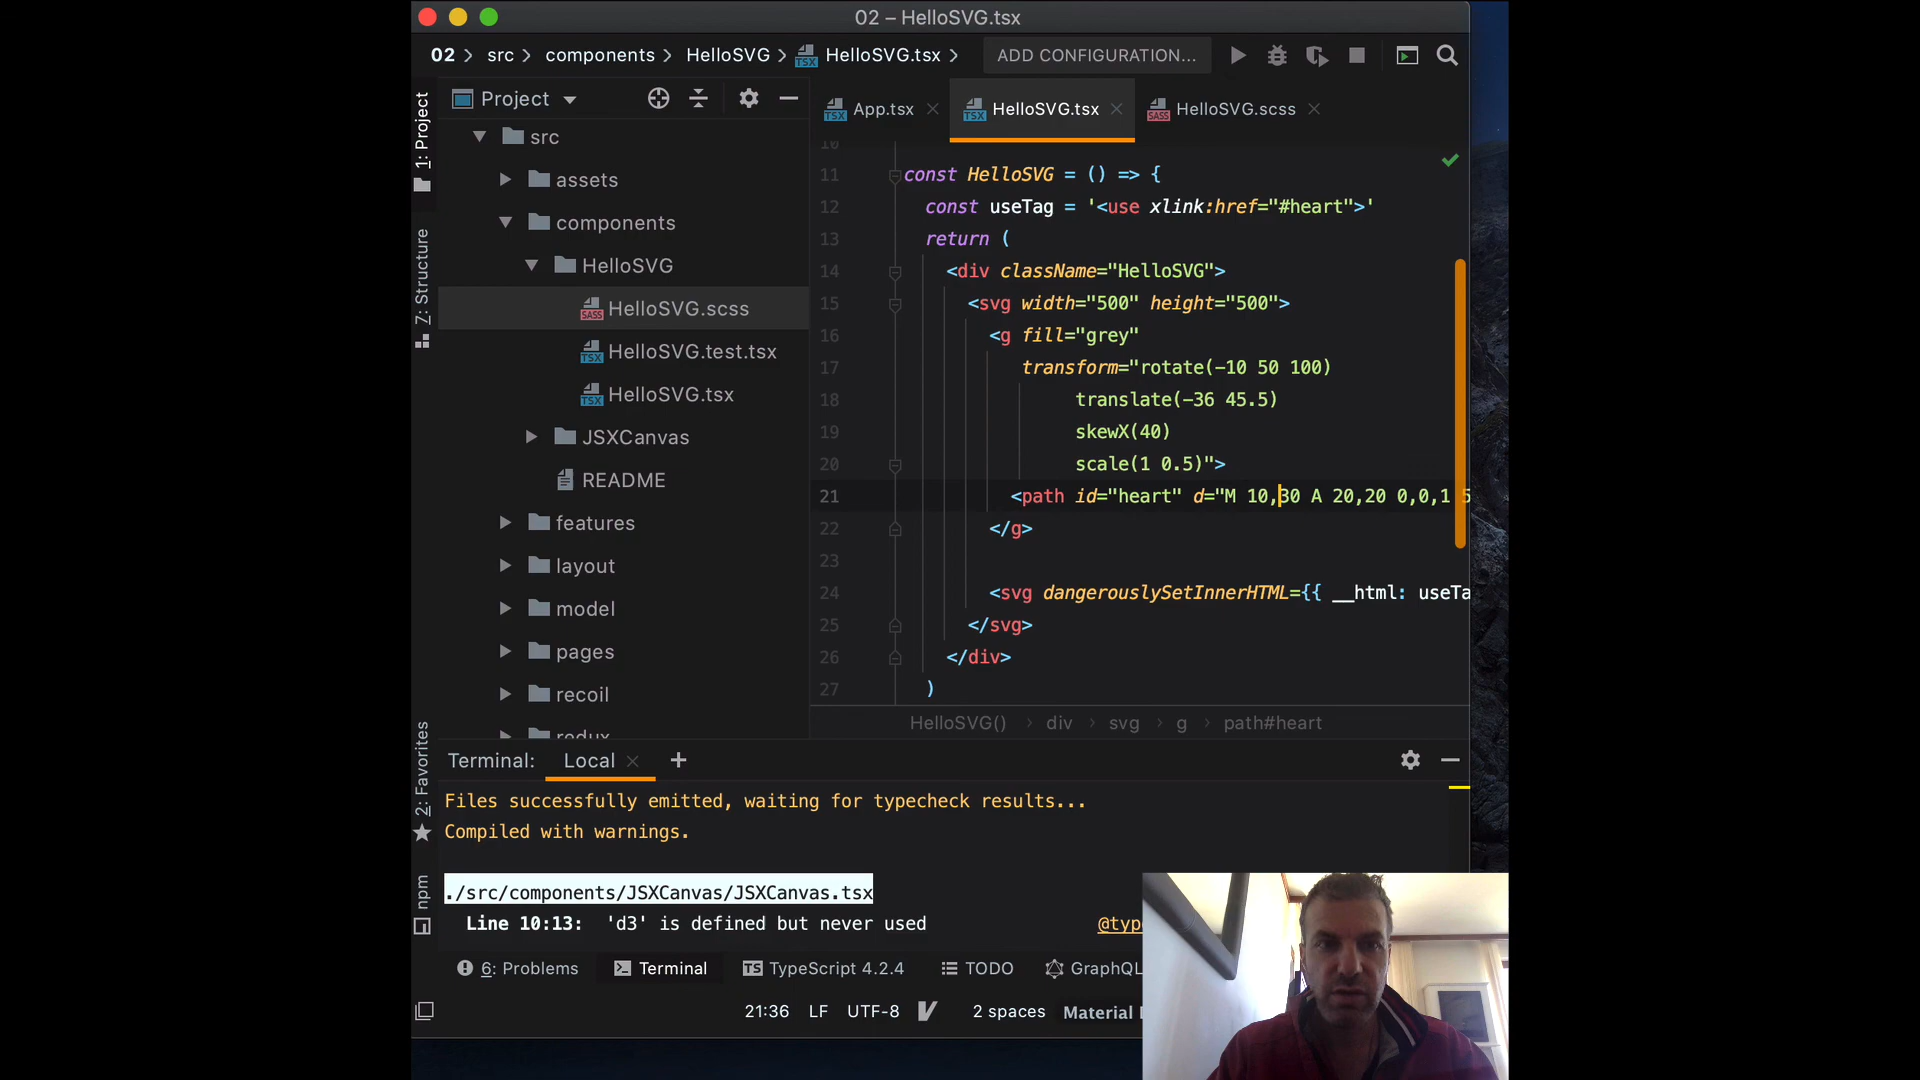 02 – HelloSVG.tsx
02 > src > components > HelloSVG > HelloSVG.tsx >
ADD CONFIGURATION...
1: Project
Z: Structure
2: Favorites
npm
Project
src
assets
components
HelloSVG
HelloSVG.scss
HelloSVG.test.tsx
HelloSVG.tsx
JSXCanvas
README
features
layout
model
pages
recoil
redux
App.tsx
HelloSVG.tsx
HelloSVG.scss
10
11 const HelloSVG = () => {
12 const useTag = '<use xlink:href="#heart">'
13 return (
14 <div className="HelloSVG">
15 <svg width="500" height="500">
16 <g fill="grey"
17 transform="rotate(-10 50 100)
18 translate(-36 45.5)
19 skewX(40)
20 scale(1 0.5)">
21 <path id="heart" d="M 10,30 A 20,20 0,0,1 5
22 </g>
23
24 <svg dangerouslySetInnerHTML={{ __html: useTa
25 </svg>
26 </div>
27 )
HelloSVG() > div > svg > g > path#heart
Terminal: Local
Files successfully emitted, waiting for typecheck results...
Compiled with warnings.
./src/components/JSXCanvas/JSXCanvas.tsx
Line 10:13: 'd3' is defined but never used @type
6: Problems
Terminal
TypeScript 4.2.4
TODO
GraphQL
21:36 LF UTF-8 2 spaces Material